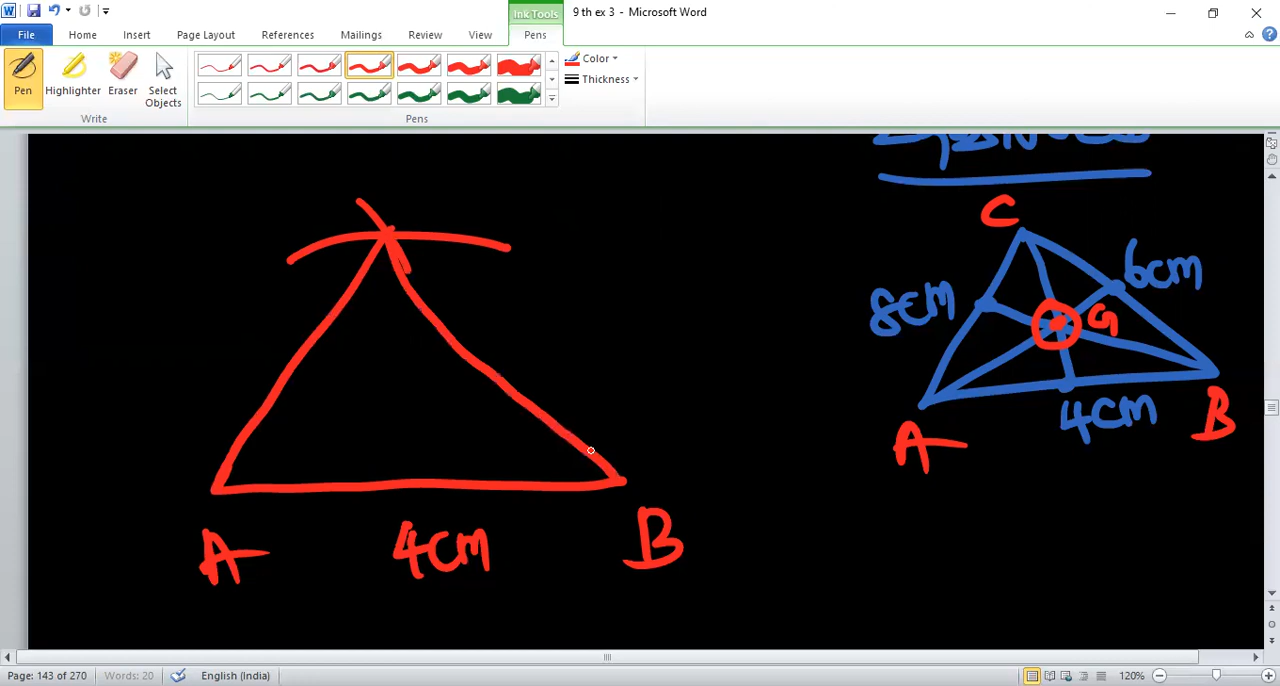 Ink Tools
9 th ex 3 - Microsoft Word
File
Home
Insert
Page Layout
References
Mailings
Review
View
Pens
Pen
Highlighter
Eraser
Select Objects
Color
Thickness
Write
Pens
C
8cm
6cm
G
A
4cm
B
A
4cm
B
Page: 143 of 270
Words: 20
English (India)
120%